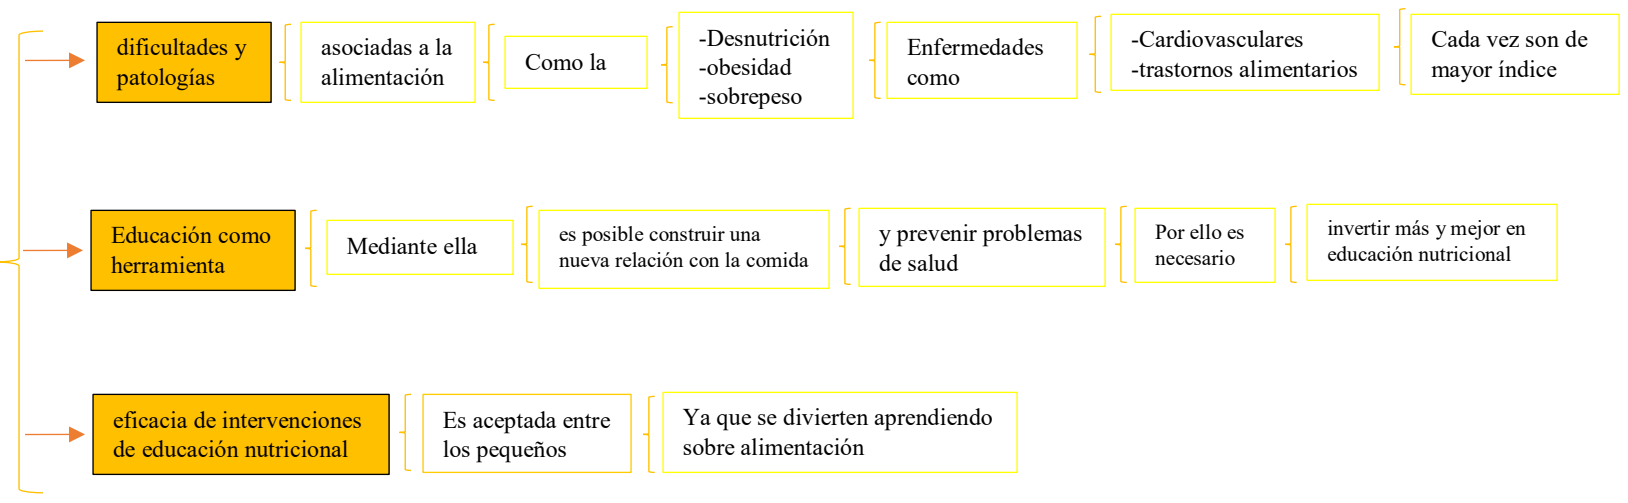 dificultades y
patologías
asociadas a la
alimentación
Como la
-Desnutrición
-obesidad
-sobrepeso
Enfermedades
como
-Cardiovasculares
-trastornos alimentarios
Cada vez son de
mayor índice
Educación como
herramienta
Mediante ella
es posible construir una
nueva relación con la comida
y prevenir problemas
de salud
Por ello es
necesario
invertir más y mejor en
educación nutricional
eficacia de intervenciones
de educación nutricional
Es aceptada entre
los pequeños
Ya que se divierten aprendiendo
sobre alimentación